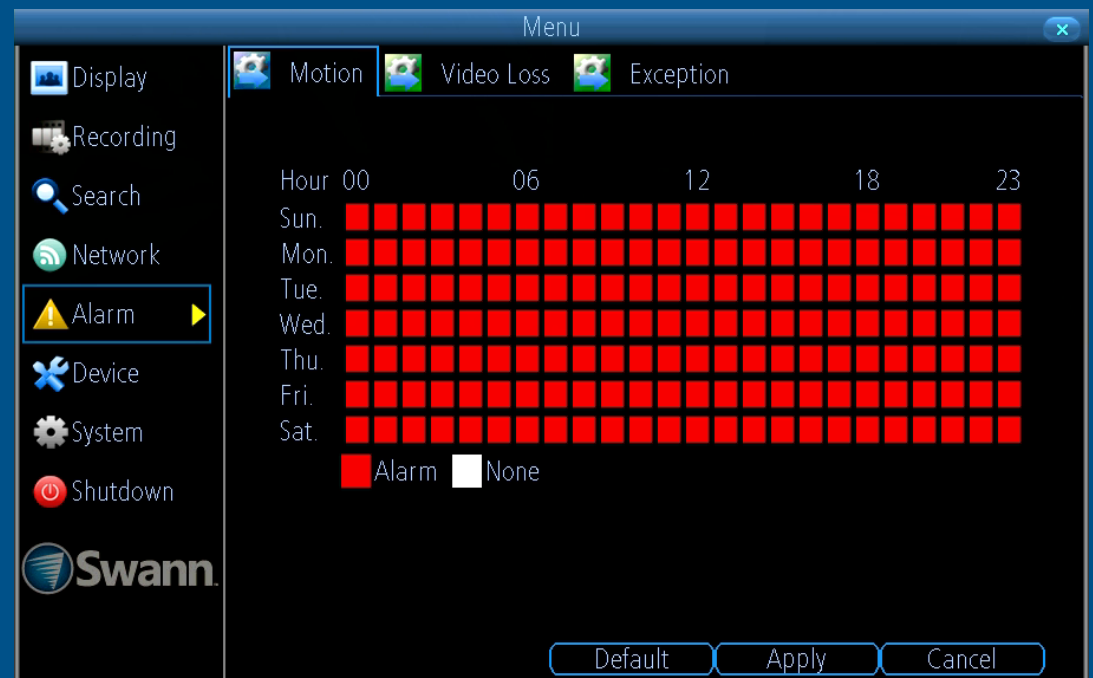 Menu
Display
Recording
Search
Network
Alarm
Device
System
Shutdown
Swann.
Motion Video Loss Exception
Hour 00 06 12 18 23
Sun.
Mon.
Tue.
Wed.
Thu.
Fri.
Sat.
Alarm None
Default Apply Cancel